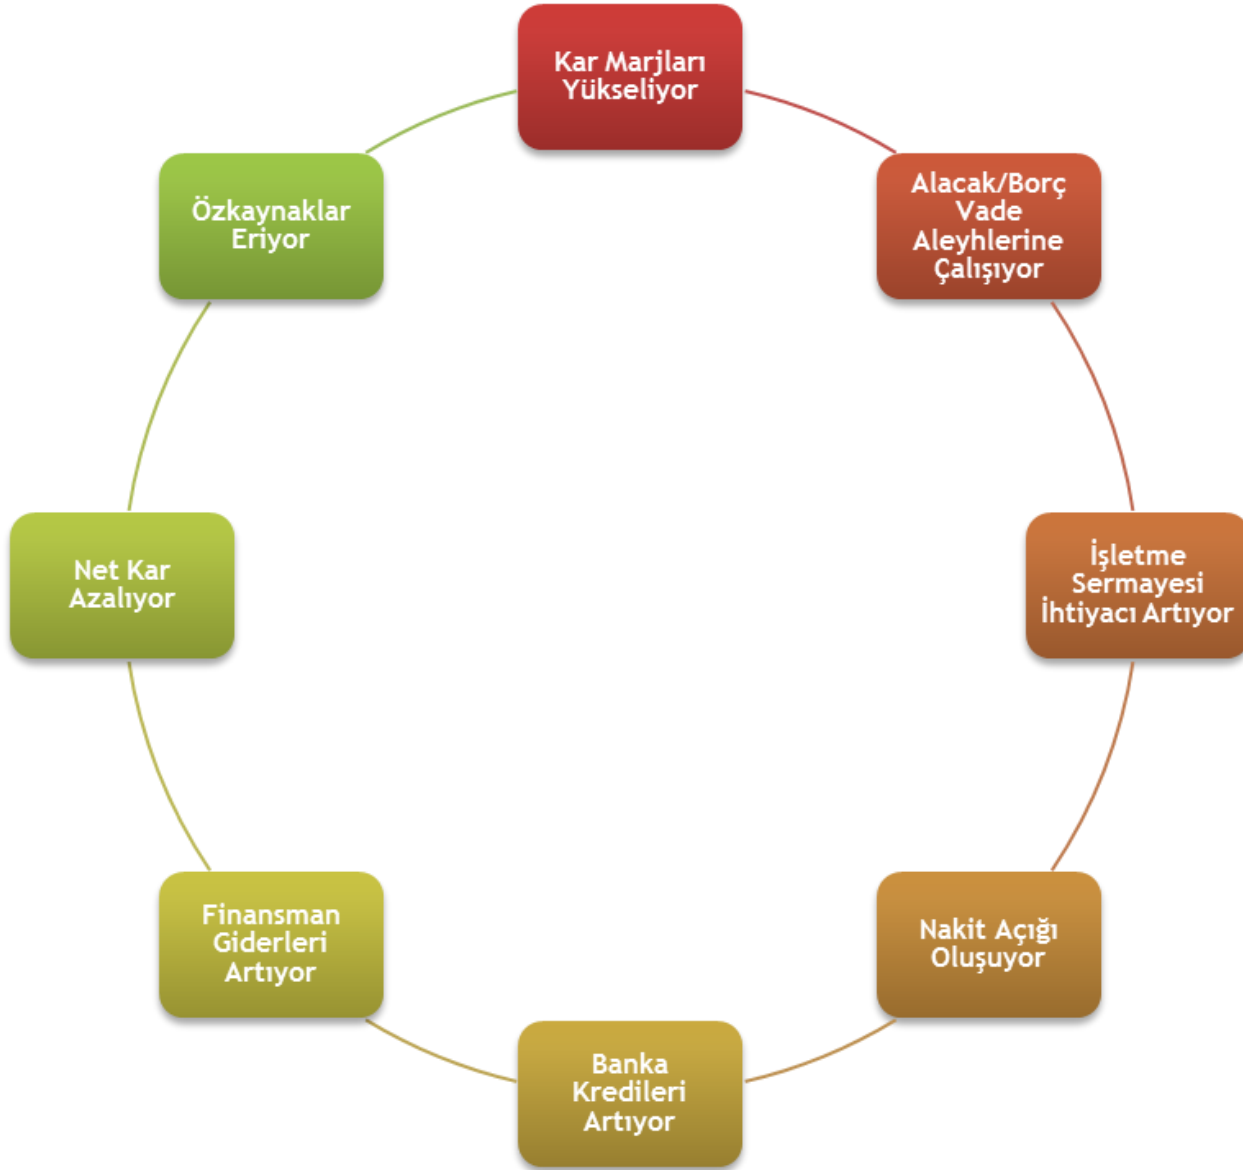 Kar Marjları
Yükseliyor
Alacak/Borç
Vade
Aleyhlerine
Çalışıyor
İşletme
Sermayesi
İhtiyacı Artıyor
Nakit Açığı
Oluşuyor
Banka
Kredileri
Artıyor
Finansman
Giderleri
Artıyor
Net Kar
Azalıyor
Özkaynaklar
Eriyor